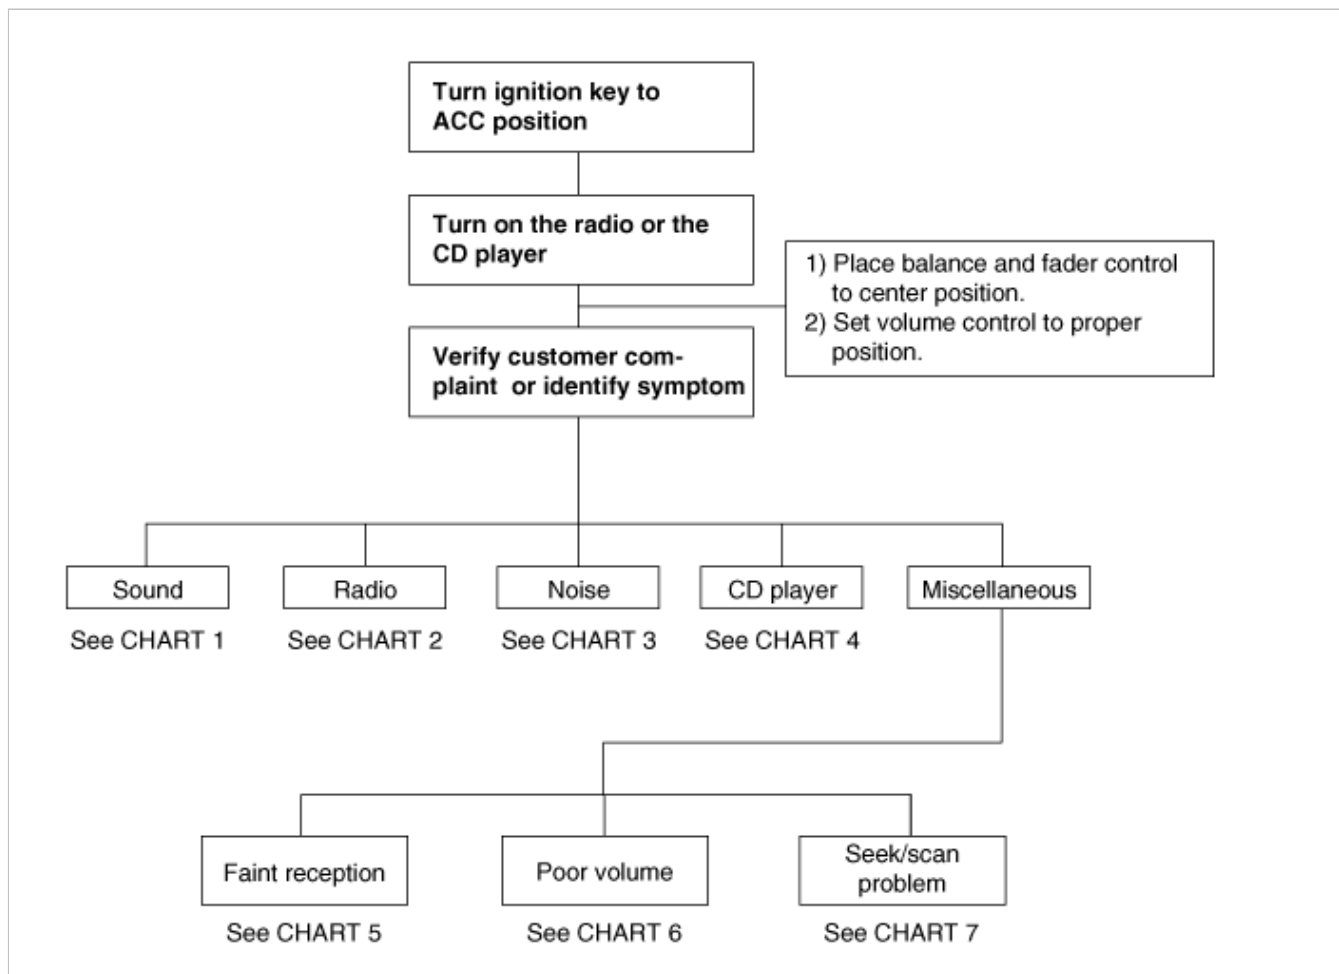 Turn ignition key to
ACC position
Turn on the radio or the
CD player
1) Place balance and fader control
to center position.
2) Set volume control to proper
position.
Verify customer com-
plaint or identify symptom
Sound
Radio
Noise
CD player
Miscellaneous
See CHART 1
See CHART 2
See CHART 3
See CHART 4
Faint reception
Poor volume
Seek/scan
problem
See CHART 5
See CHART 6
See CHART 7